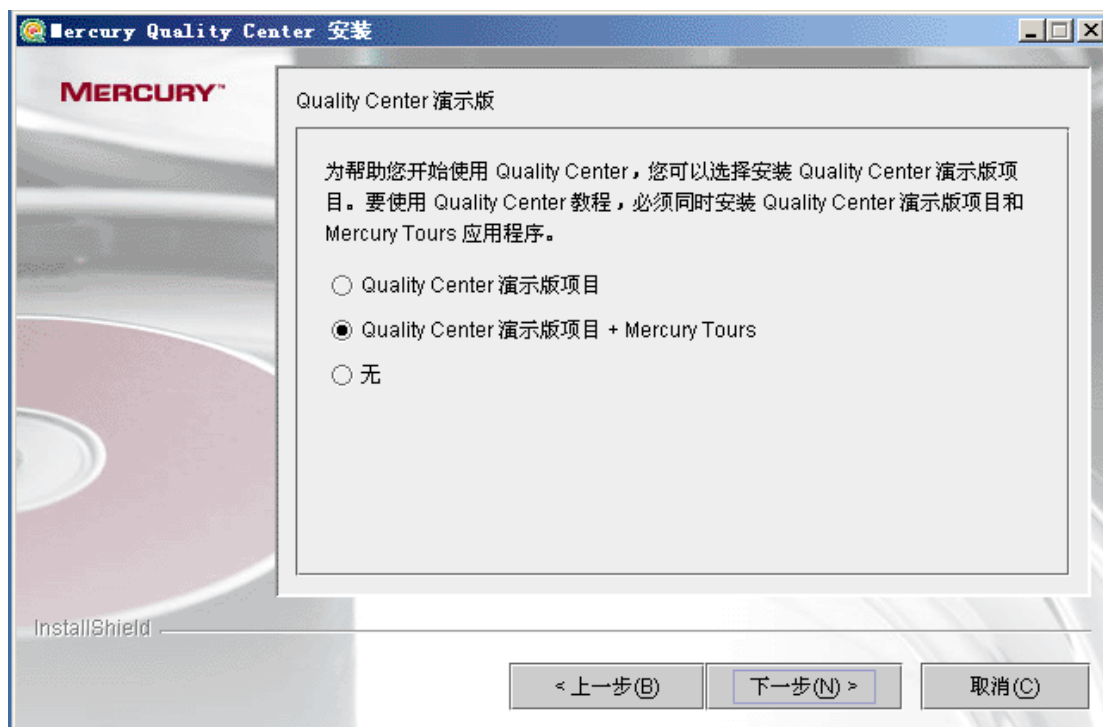 Mercury Quality Center 安装
MERCURY™
Quality Center 演示版
为帮助您开始使用 Quality Center，您可以选择安装 Quality Center 演示版项
目。要使用 Quality Center 教程，必须同时安装 Quality Center 演示版项目和
Mercury Tours 应用程序。
Quality Center 演示版项目
Quality Center 演示版项目 + Mercury Tours
无
InstallShield
< 上一步(B)
下一步(N) >
取消(C)